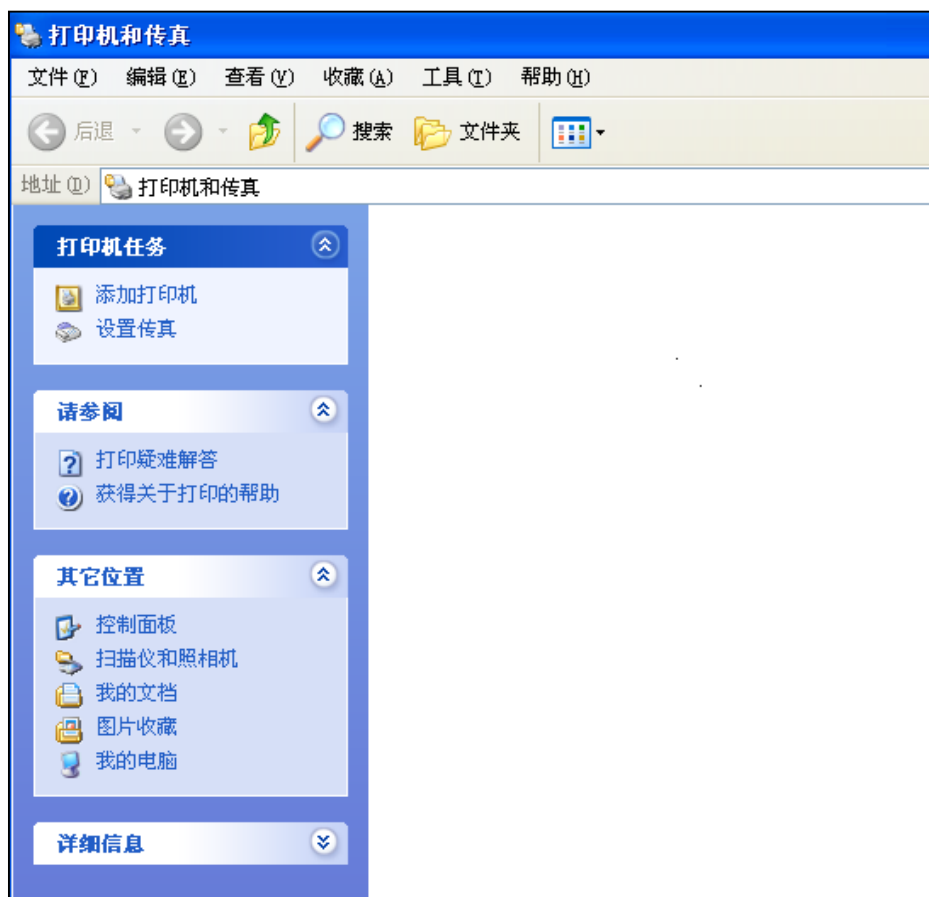 打印机和传真
文件(F) 编辑(E) 查看(V) 收藏(A) 工具(T) 帮助(H)
后退 搜索 文件夹
地址(D) 打印机和传真
打印机任务
添加打印机
设置传真
请参阅
打印疑难解答
获得关于打印的帮助
其它位置
控制面板
扫描仪和照相机
我的文档
图片收藏
我的电脑
详细信息